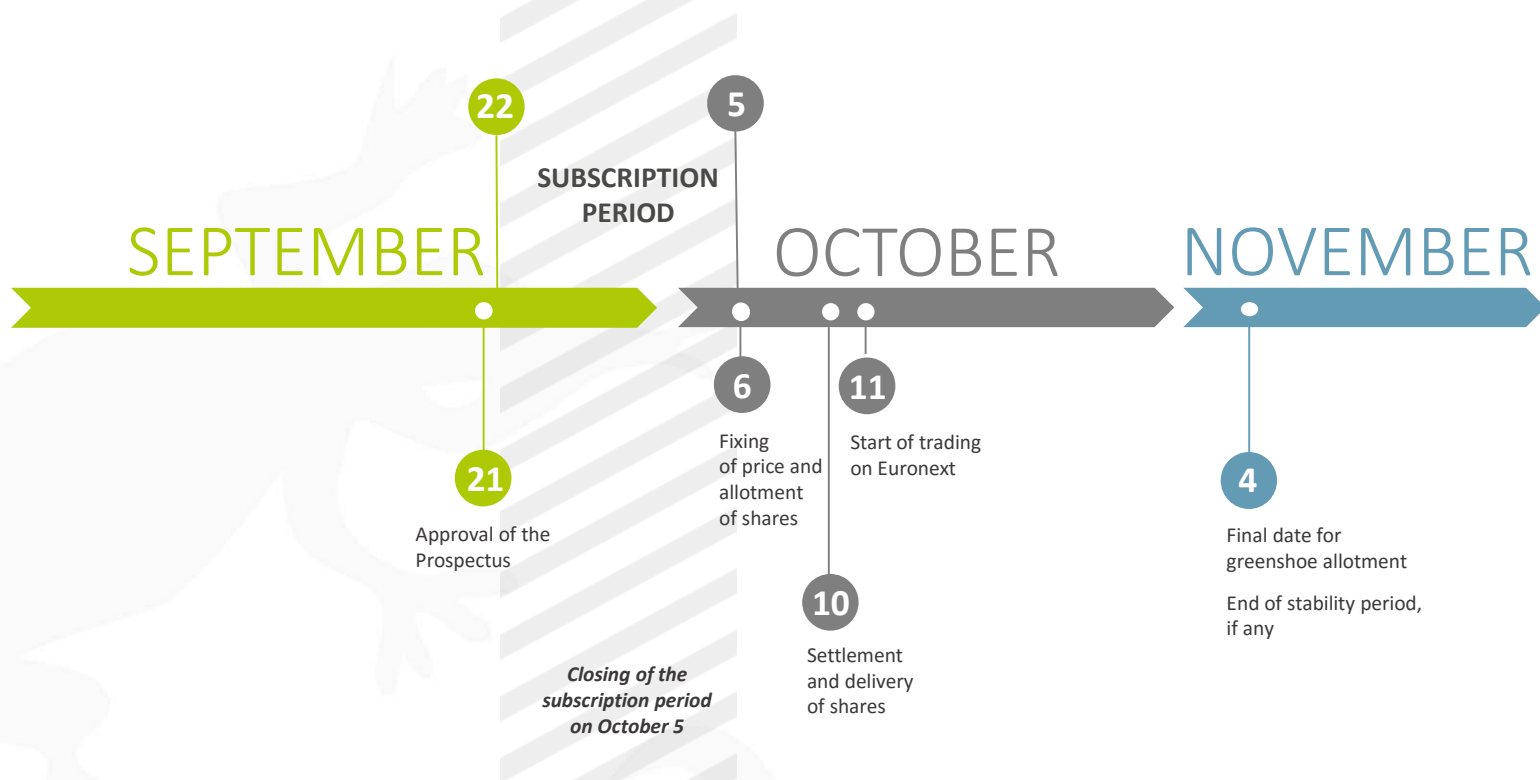 22
5
SUBSCRIPTION
PERIOD
SEPTEMBER
OCTOBER
NOVEMBER
6
Fixing
of price and
allotment
of shares
11
Start of trading
on Euronext
21
Approval of the
Prospectus
4
Final date for
greenshoe allotment
End of stability period,
if any
10
Settlement
and delivery
of shares
Closing of the
subscription period
on October 5